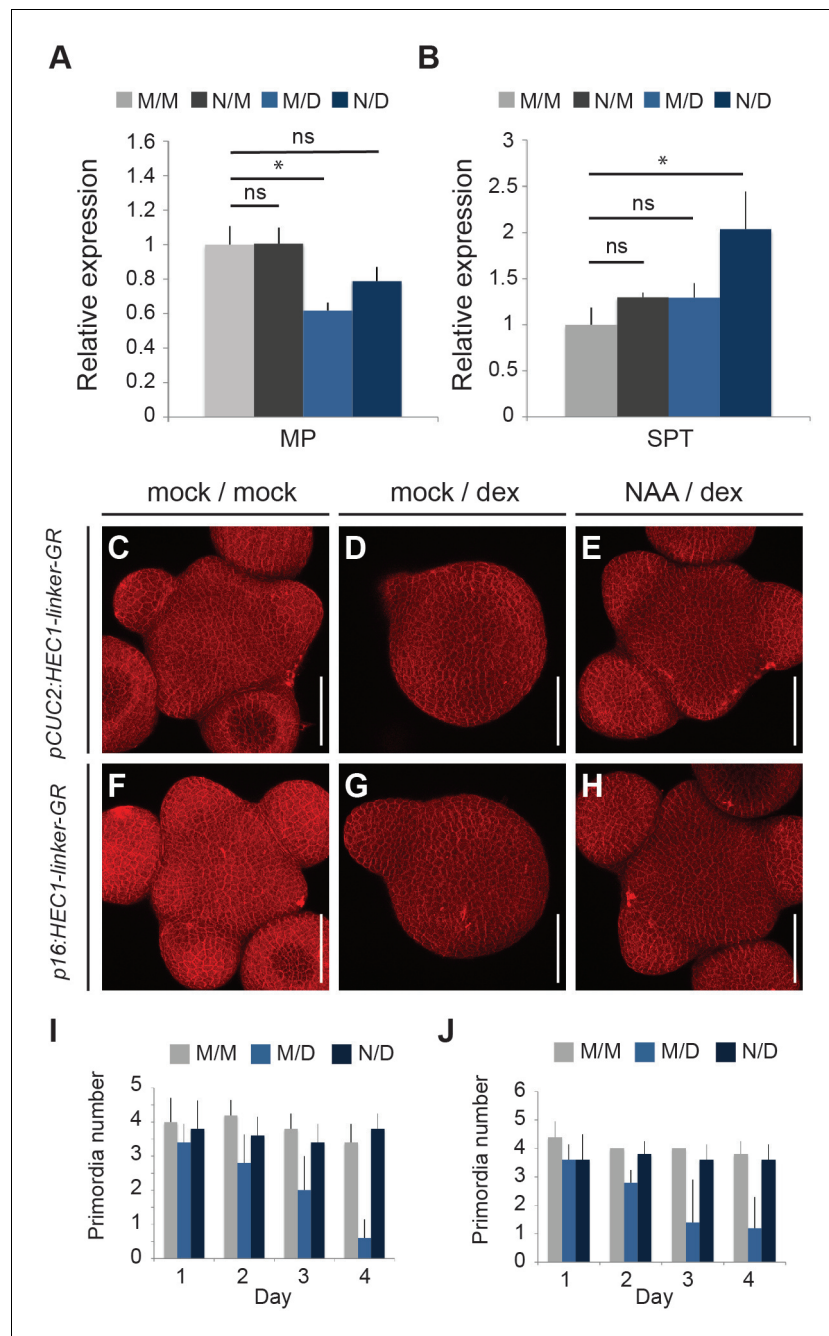 A
M/M N/M M/D N/D
ns
*
ns
Relative expression
1.6
1.4
1.2
1
0.8
0.6
0.4
0.2
0
MP
B
M/M N/M M/D N/D
*
ns
ns
Relative expression
3
2.5
2
1.5
1
0.5
0
SPT
mock / mock
mock / dex
NAA / dex
pCUC2:HEC1-linker-GR
C
D
E
p16:HEC1-linker-GR
F
G
H
I
M/M M/D N/D
Primordia number
5
4
3
2
1
0
1 2 3 4
Day
J
M/M M/D N/D
Primordia number
6
5
4
3
2
1
0
1 2 3 4
Day